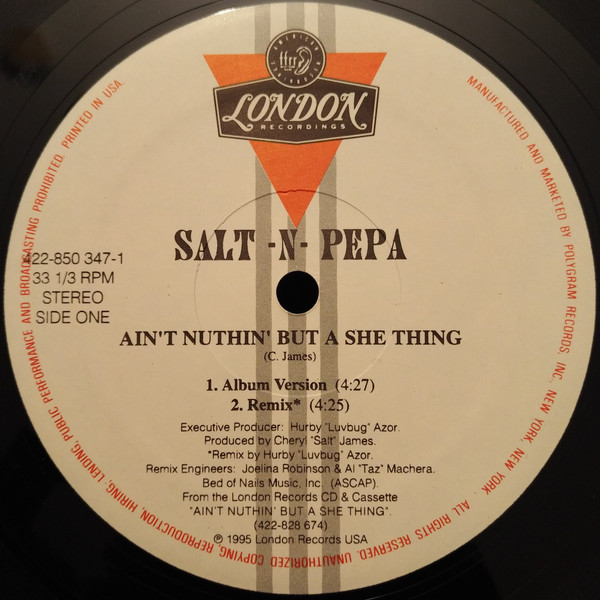 LONDON
RECORDINGS
SALT -N- PEPA
422-850 347-1
33 1/3 RPM
STEREO
SIDE ONE
AIN'T NUTHIN' BUT A SHE THING
(C. James)
1. Album Version (4:27)
2. Remix* (4:25)
Executive Producer: Hurby "Luvbug" Azor.
Produced by Cheryl "Salt" James.
*Remix by Hurby "Luvbug" Azor.
Remix Engineers: Joelina Robinson & Al "Taz" Machera.
Bed of Nails Music, Inc. (ASCAP).
From the London Records CD & Cassette
"AIN'T NUTHIN' BUT A SHE THING".
(422-828 674)
℗ 1995 London Records USA
MANUFACTURED AND MARKETED BY POLYGRAM RECORDS, INC., NEW YORK, NEW YORK. ALL RIGHTS RESERVED. UNAUTHORIZED COPYING, REPRODUCTION, HIRING, LENDING, PUBLIC PERFORMANCE AND BROADCASTING PROHIBITED. PRINTED IN USA.